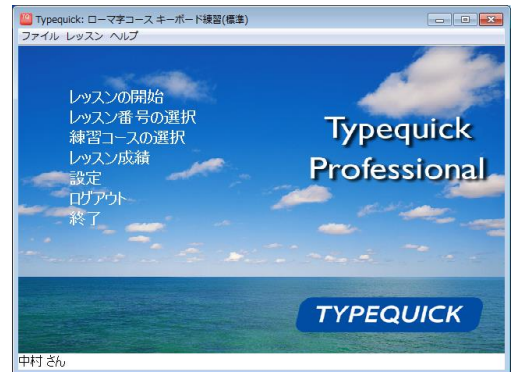 Typequick: ローマ字コース キーボード練習(標準)
ファイル レッスン ヘルプ
レッスンの開始
レッスン番号の選択
練習コースの選択
レッスン成績
設定
ログアウト
終了
Typequick
Professional
TYPEQUICK
中村 さん